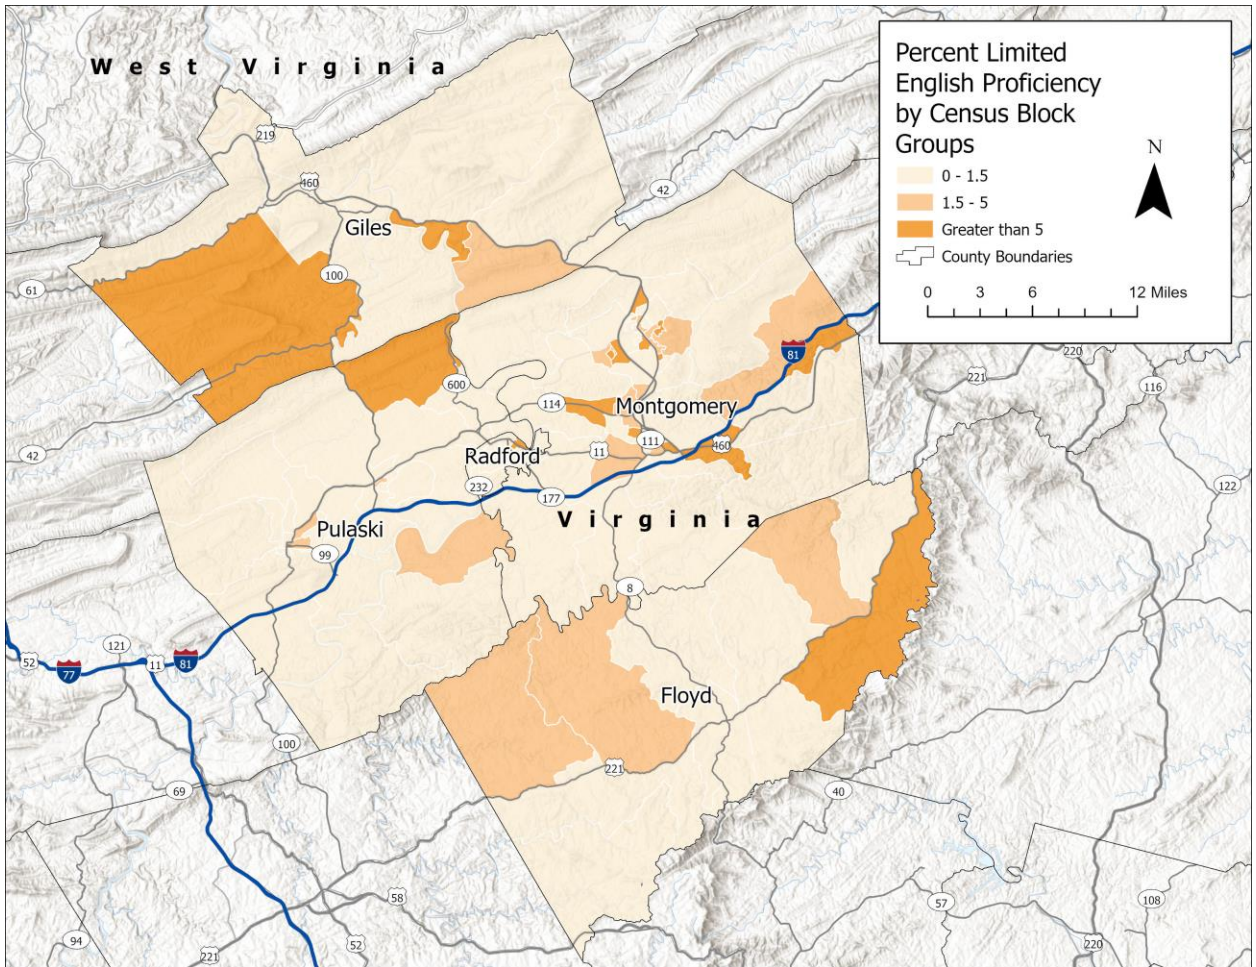 West Virginia
Percent Limited
English Proficiency
by Census Block
Groups
N
0 - 1.5
1.5 - 5
Greater than 5
County Boundaries
0 3 6 12 Miles
219
460
42
Giles
61
100
81
220
221
116
600
114
Montgomery
42
Radford
11
111
460
232
177
122
Virginia
Pulaski
99
8
121
52
77
11
81
Floyd
100
221
69
40
58
57
108
94
221
52
220